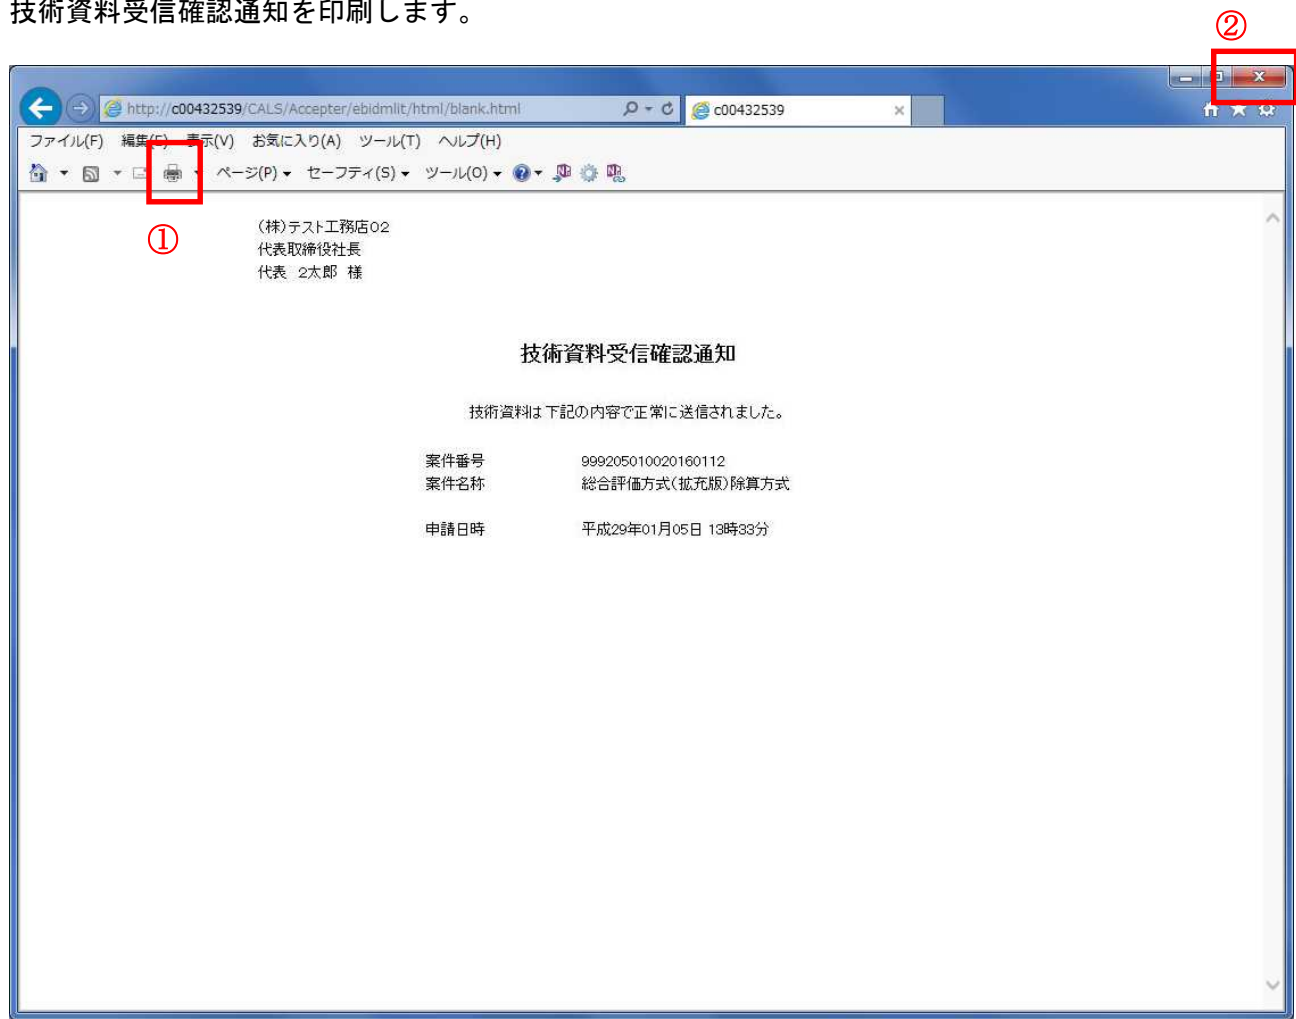 技術資料受信確認通知を印刷します。
②
http://c00432539/CALS/Accepter/ebidmlit/html/blank.html
c00432539
ファイル(F) 編集(E) 表示(V) お気に入り(A) ツール(T) ヘルプ(H)
ページ(P) セーフティ(S) ツール(O)
①
(株)テスト工務店02
代表取締役社長
代表 2太郎 様
技術資料受信確認通知
技術資料は下記の内容で正常に送信されました。
案件番号 999205010020160112
案件名称 総合評価方式(拡充版)除算方式
申請日時 平成29年01月05日 13時33分